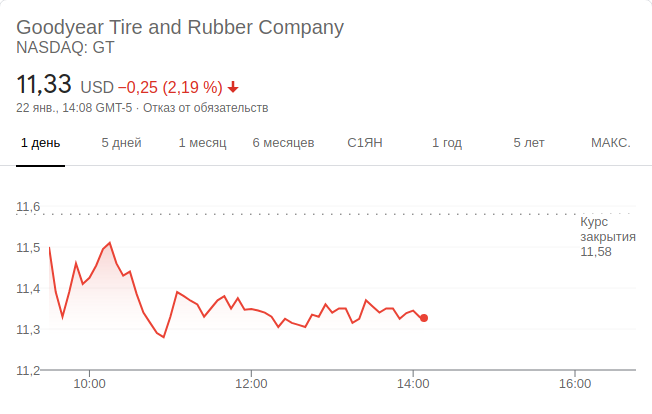 Goodyear Tire and Rubber Company
NASDAQ: GT
11,33 USD −0,25 (2,19 %)
22 янв., 14:08 GMT-5 · Отказ от обязательств
1 день 5 дней 1 месяц 6 месяцев С1ЯН 1 год 5 лет МАКС.
11,6
Курс
закрытия
11,58
11,5
11,4
11,3
11,2
10:00 12:00 14:00 16:00